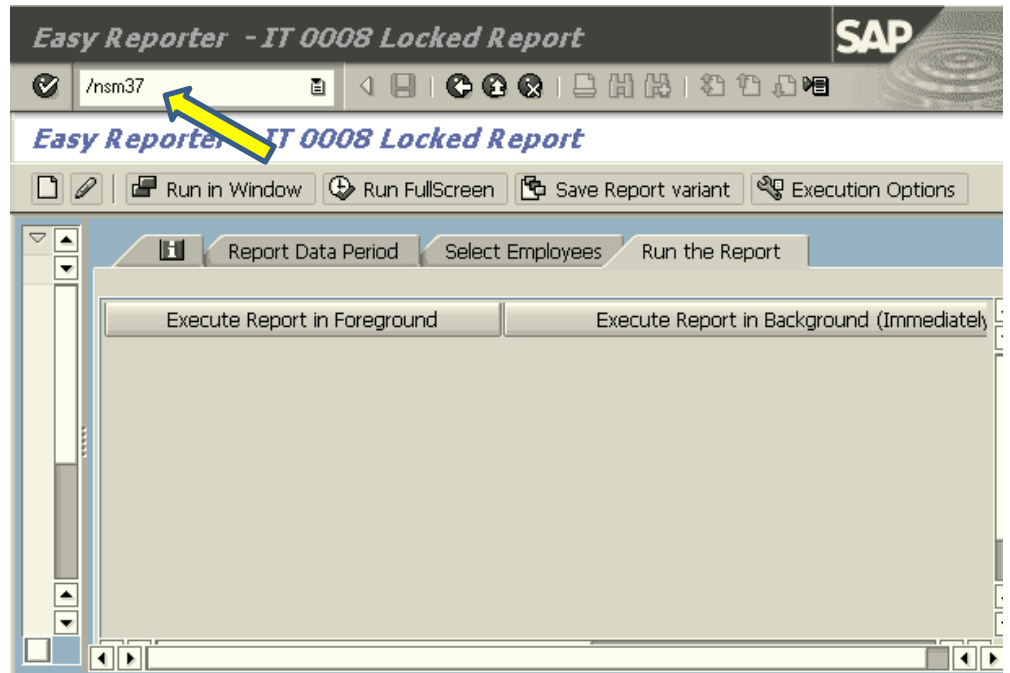 Easy Reporter - IT 0008 Locked Report
SAP
/nsm37
Easy Reporter - IT 0008 Locked Report
Run in Window Run FullScreen Save Report variant Execution Options
Report Data Period Select Employees Run the Report
Execute Report in Foreground Execute Report in Background (Immediately